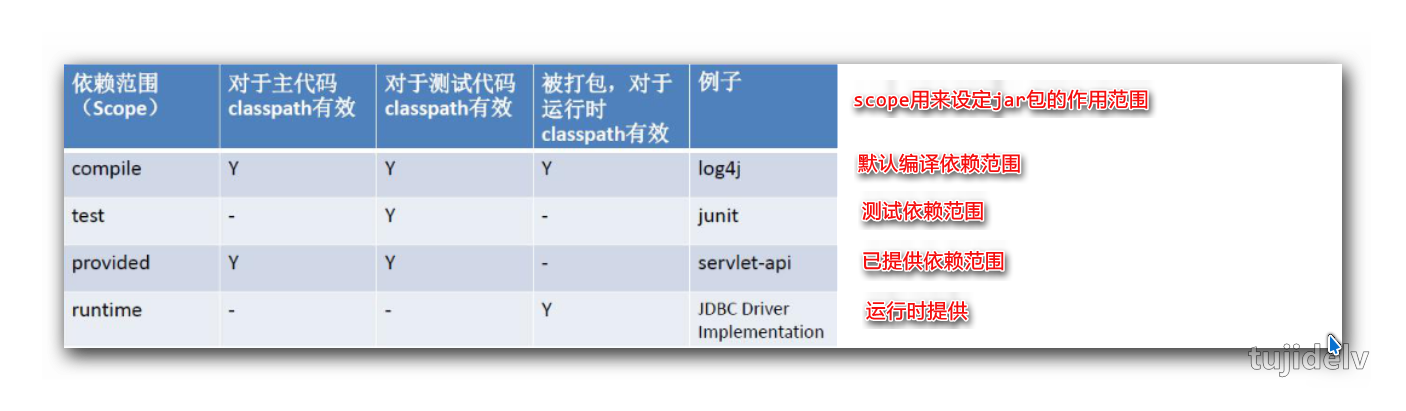 依赖范围 对于主代码 对于测试代码 被打包，对于 例子
（Scope） classpath有效 classpath有效 运行时
classpath有效
scope用来设定jar包的作用范围
compile Y Y Y log4j 默认编译依赖范围
test - Y - junit 测试依赖范围
provided Y Y - servlet-api 已提供依赖范围
runtime - - Y JDBC Driver 运行时提供
Implementation
tujidelv